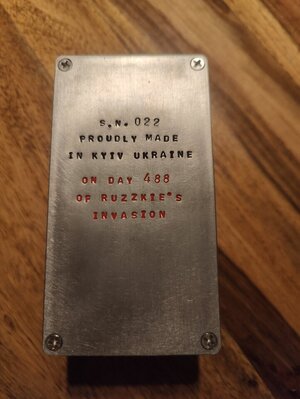 S.N. 022
PROUDLY MADE
IN KYIV UKRAINE
ON DAY 488
OF RUZZKIE'S
INVASION